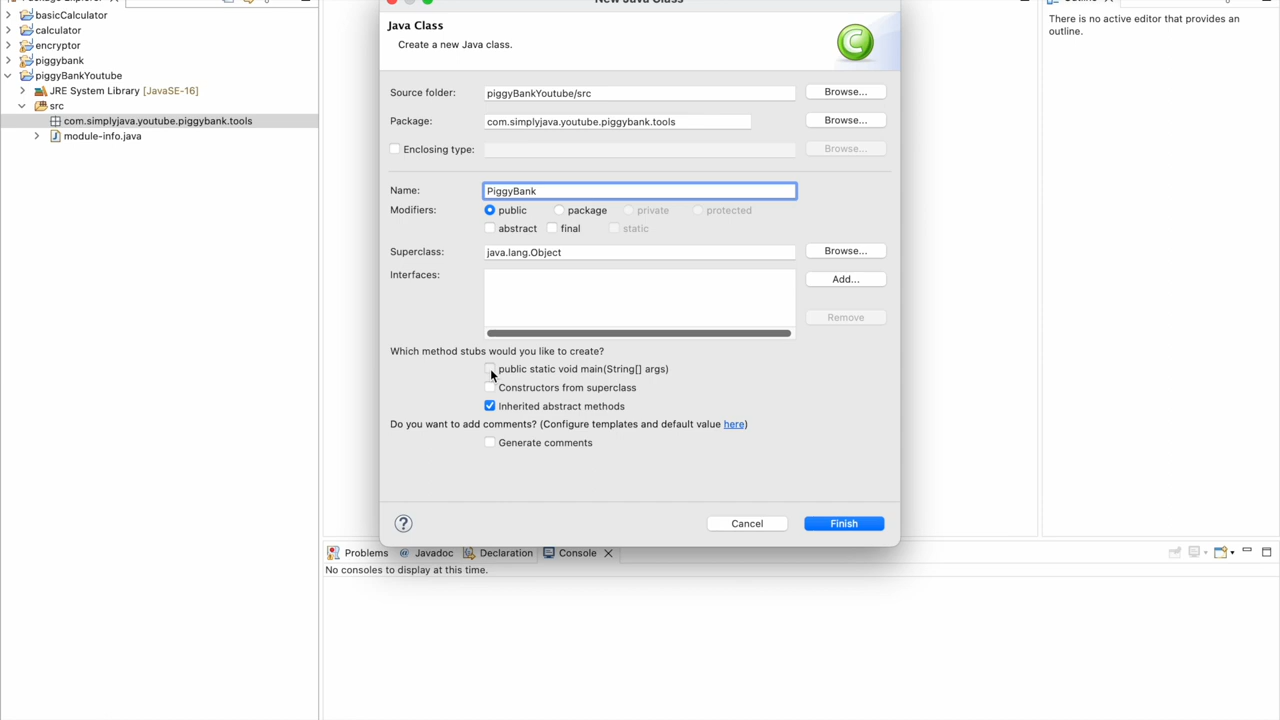 Package Explorer
New Java Class
Outline
basicCalculator
calculator
encryptor
piggybank
piggyBankYoutube
JRE System Library [JavaSE-16]
src
com.simplyjava.youtube.piggybank.tools
module-info.java
Java Class
Create a new Java class.
Source folder:
piggyBankYoutube/src
Browse...
Package:
com.simplyjava.youtube.piggybank.tools
Browse...
Enclosing type:
Browse...
Name:
PiggyBank
Modifiers:
public
package
private
protected
abstract
final
static
Superclass:
java.lang.Object
Browse...
Interfaces:
Add...
Remove
Which method stubs would you like to create?
public static void main(String[] args)
Constructors from superclass
Inherited abstract methods
Do you want to add comments? (Configure templates and default value here)
Generate comments
?
Cancel
Finish
There is no active editor that provides an
outline.
Problems
@ Javadoc
Declaration
Console
No consoles to display at this time.